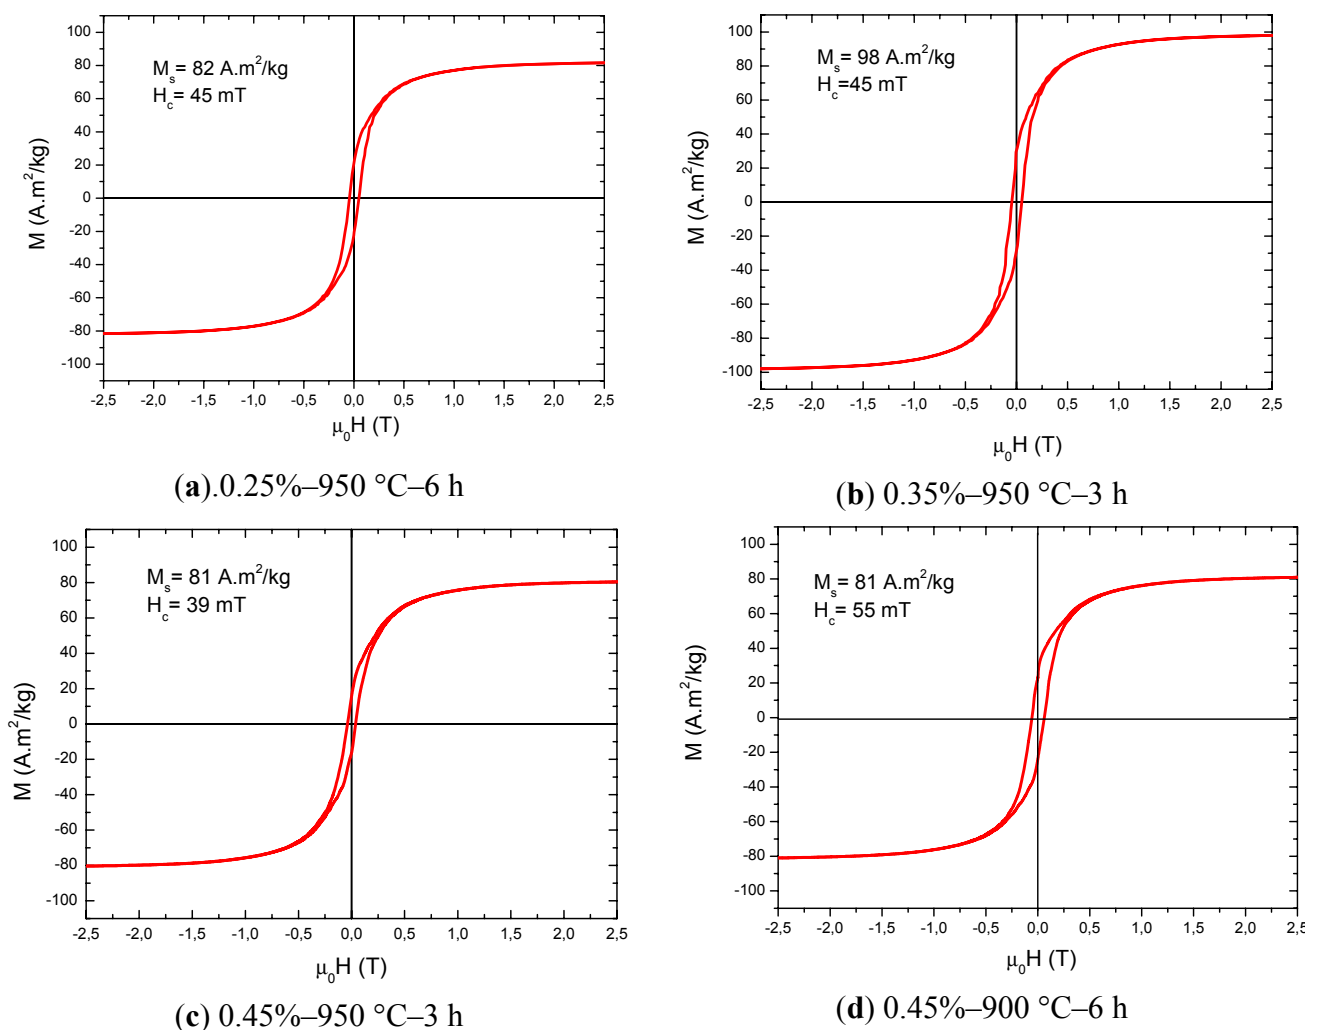 100
80
60
40
20
0
-20
-40
-60
-80
-100
M (A.m²/kg)
Mₛ= 82 A.m²/kg
H꜀= 45 mT
-2,5 -2,0 -1,5 -1,0 -0,5 0,0 0,5 1,0 1,5 2,0 2,5
μ₀H (T)
(a).0.25%–950 °C–6 h
100
80
60
40
20
0
-20
-40
-60
-80
-100
M (A.m²/kg)
Mₛ= 98 A.m²/kg
H꜀=45 mT
-2,5 -2,0 -1,5 -1,0 -0,5 0,0 0,5 1,0 1,5 2,0 2,5
μ₀H (T)
(b) 0.35%–950 °C–3 h
100
80
60
40
20
0
-20
-40
-60
-80
-100
M (A.m²/kg)
Mₛ= 81 A.m²/kg
H꜀= 39 mT
-2,5 -2,0 -1,5 -1,0 -0,5 0,0 0,5 1,0 1,5 2,0 2,5
μ₀H (T)
(c) 0.45%–950 °C–3 h
100
80
60
40
20
0
-20
-40
-60
-80
-100
M (A.m²/kg)
Mₛ= 81 A.m²/kg
H꜀= 55 mT
-2,5 -2,0 -1,5 -1,0 -0,5 0,0 0,5 1,0 1,5 2,0 2,5
μ₀H (T)
(d) 0.45%–900 °C–6 h